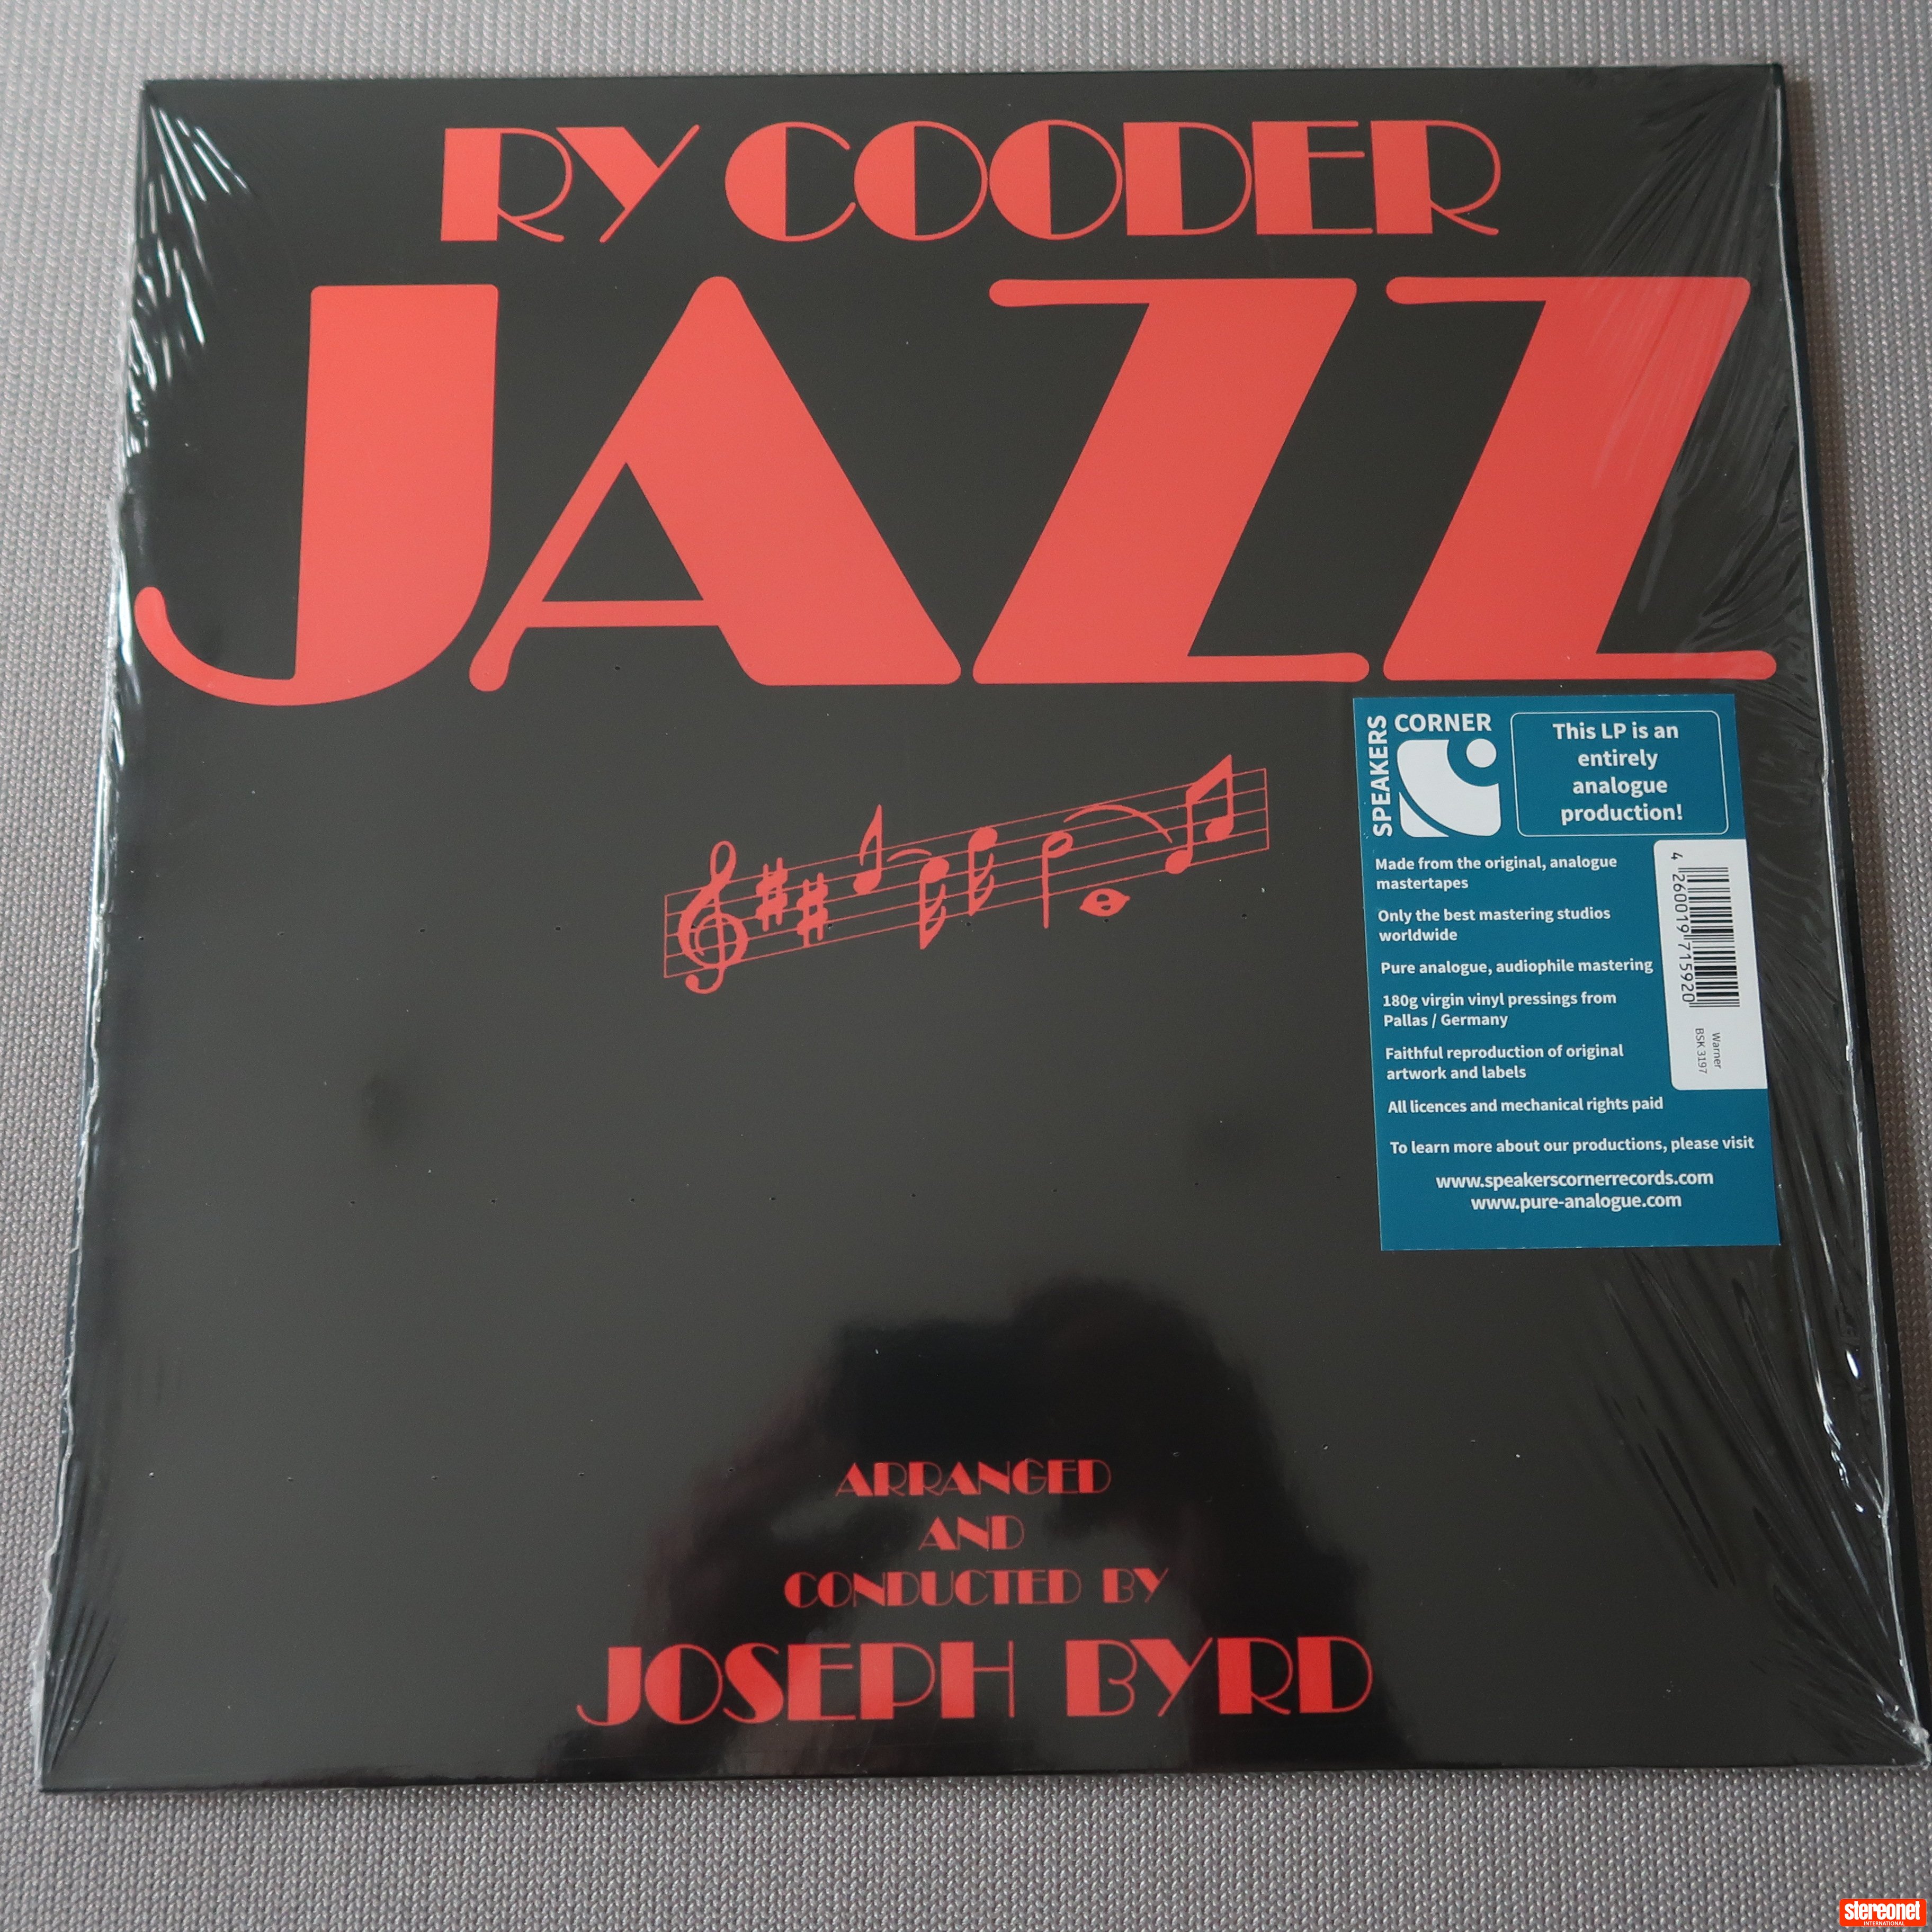 RY COODER
JAZZ
SPEAKERS CORNER
This LP is an
entirely
analogue
production!
Made from the original, analogue
mastertapes
Only the best mastering studios
worldwide
Pure analogue, audiophile mastering
180g virgin vinyl pressings from
Pallas / Germany
Faithful reproduction of original
artwork and labels
All licences and mechanical rights paid
To learn more about our productions, please visit
www.speakerscornerrecords.com
www.pure-analogue.com
4 260019 715920
Warner
BSK 3197
ARRANGED
AND
CONDUCTED BY
JOSEPH BYRD
stereonet
INTERNATIONAL